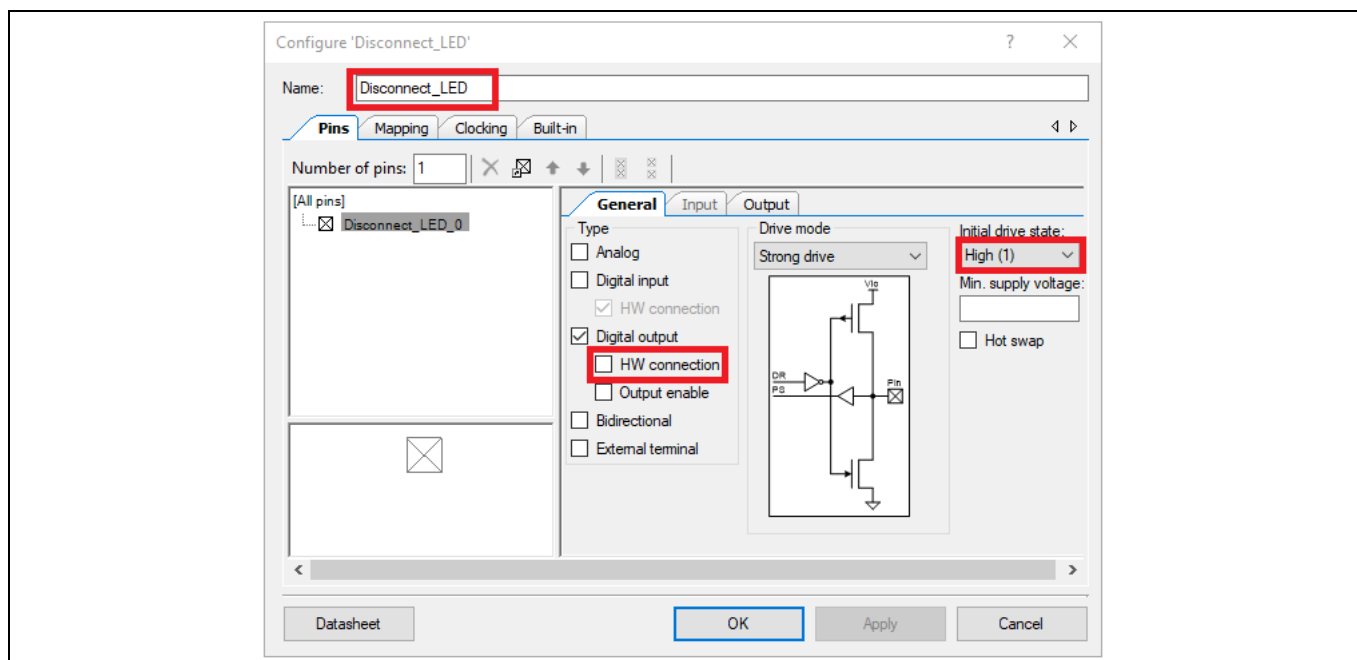 Configure 'Disconnect_LED'
?
Name: Disconnect_LED
Pins Mapping Clocking Built-in
Number of pins: 1
[All pins]
Disconnect_LED_0
General Input Output
Type
Analog
Digital input
HW connection
Digital output
HW connection
Output enable
Bidirectional
External terminal
Drive mode
Strong drive
Vio
DR
PS
Pin
Initial drive state:
High (1)
Min. supply voltage:
Hot swap
Datasheet OK Apply Cancel